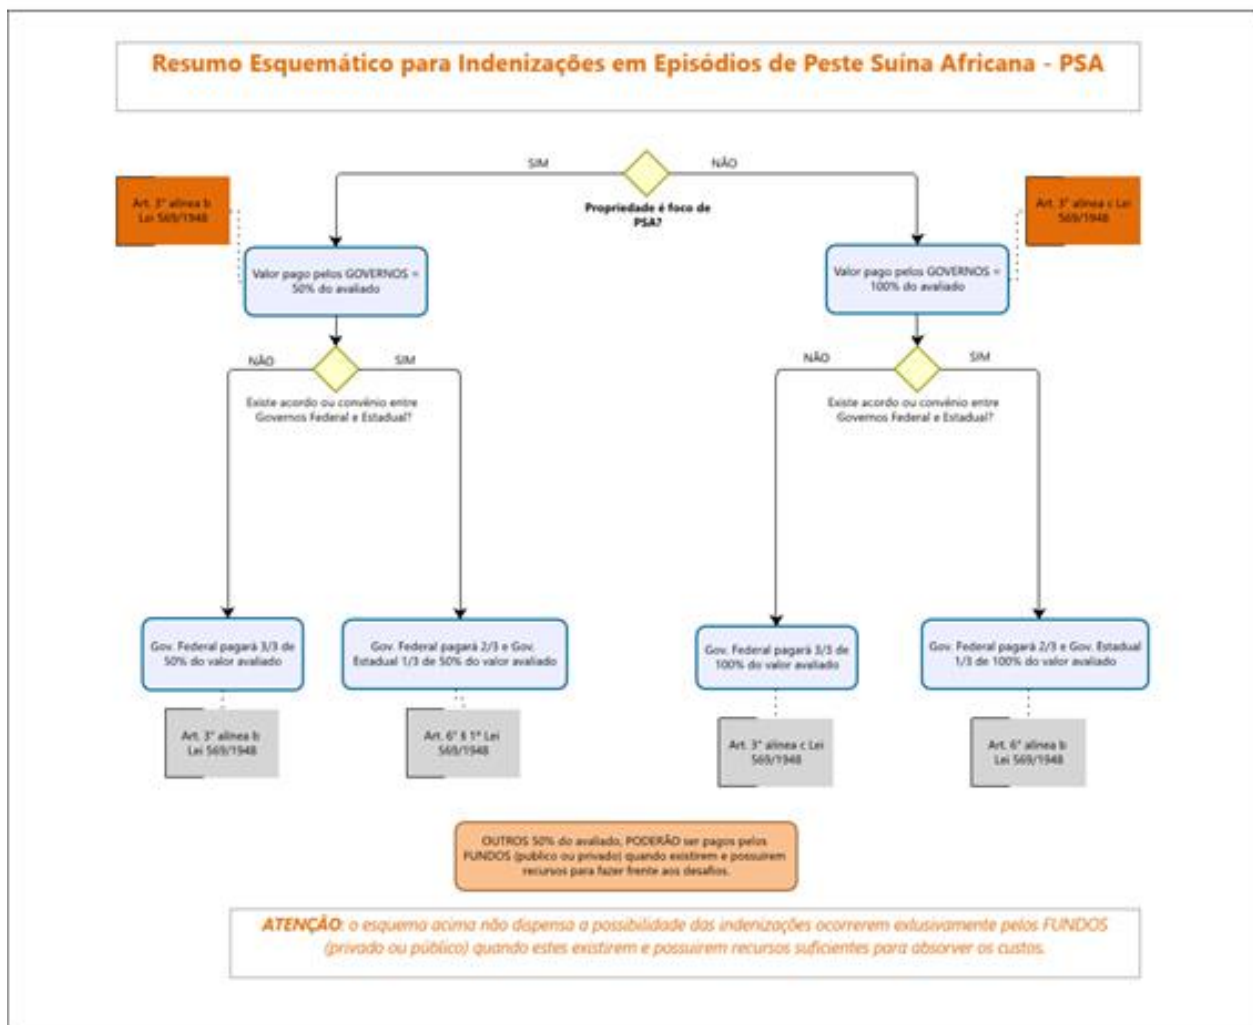 Resumo Esquemático para Indenizações em Episódios de Peste Suína Africana - PSA
SIM
NÃO
Propriedade é foco de
PSA?
Art. 3° alínea b
Lei 569/1948
Art. 3° alínea c Lei
569/1948
Valor pago pelos GOVERNOS =
50% do avaliado
Valor pago pelos GOVERNOS =
100% do avaliado
NÃO
SIM
Existe acordo ou convênio entre
Governos Federal e Estadual?
NÃO
SIM
Existe acordo ou convênio entre
Governos Federal e Estadual?
Gov. Federal pagará 3/3 de
50% do valor avaliado
Gov. Federal pagará 2/3 e Gov.
Estadual 1/3 de 50% do valor avaliado
Gov. Federal pagará 3/3 de
100% do valor avaliado
Gov. Federal pagará 2/3 e Gov. Estadual
1/3 de 100% do valor avaliado
Art. 3° alínea b
Lei 569/1948
Art. 6° § 1° Lei
569/1948
Art. 3° alínea c Lei
569/1948
Art. 6° alínea b
Lei 569/1948
OUTROS 50% do avaliado, PODERÃO ser pagos pelos
FUNDOS (público ou privado) quando existirem e possuirem
recursos para fazer frente aos desafios.
ATENÇÃO: o esquema acima não dispensa a possibilidade das indenizações ocorrerem exlusivamente pelos FUNDOS
(privado ou público) quando estes existirem e possuirem recursos suficientes para absorver os custos.